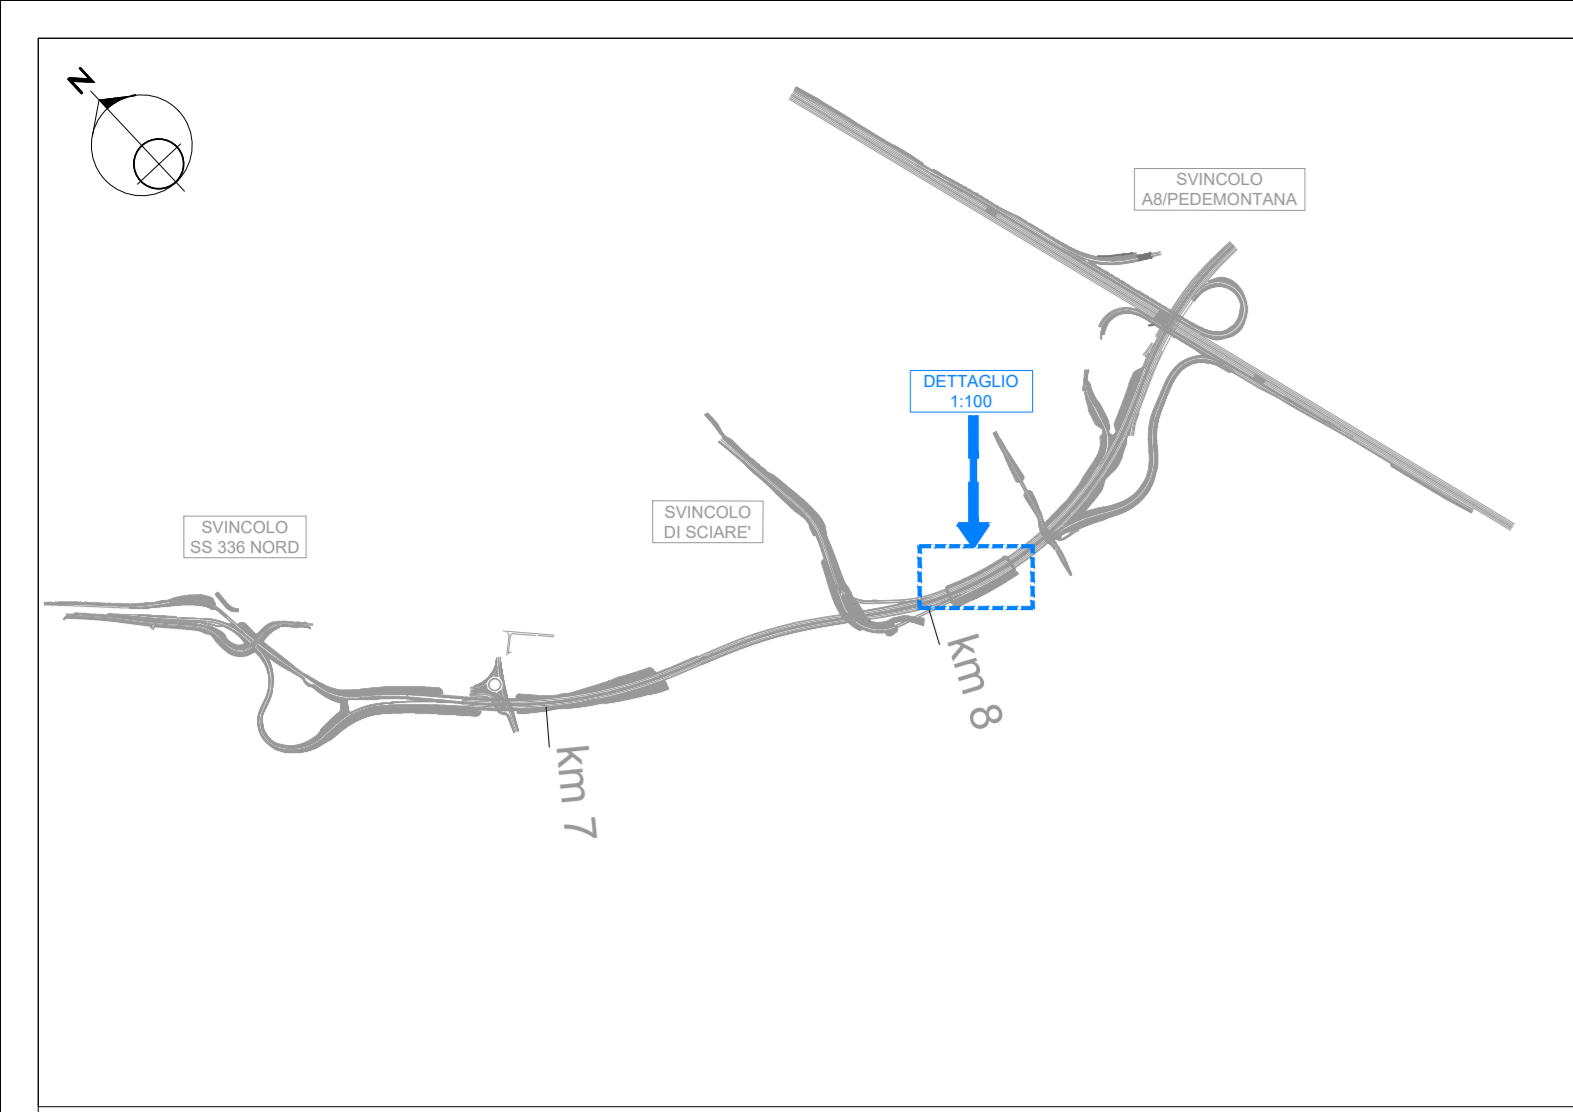 N
SVINCOLO
A8/PEDEMONTANA
DETTAGLIO
1:100
SVINCOLO
DI SCIARE'
SVINCOLO
SS 336 NORD
km 8
km 7